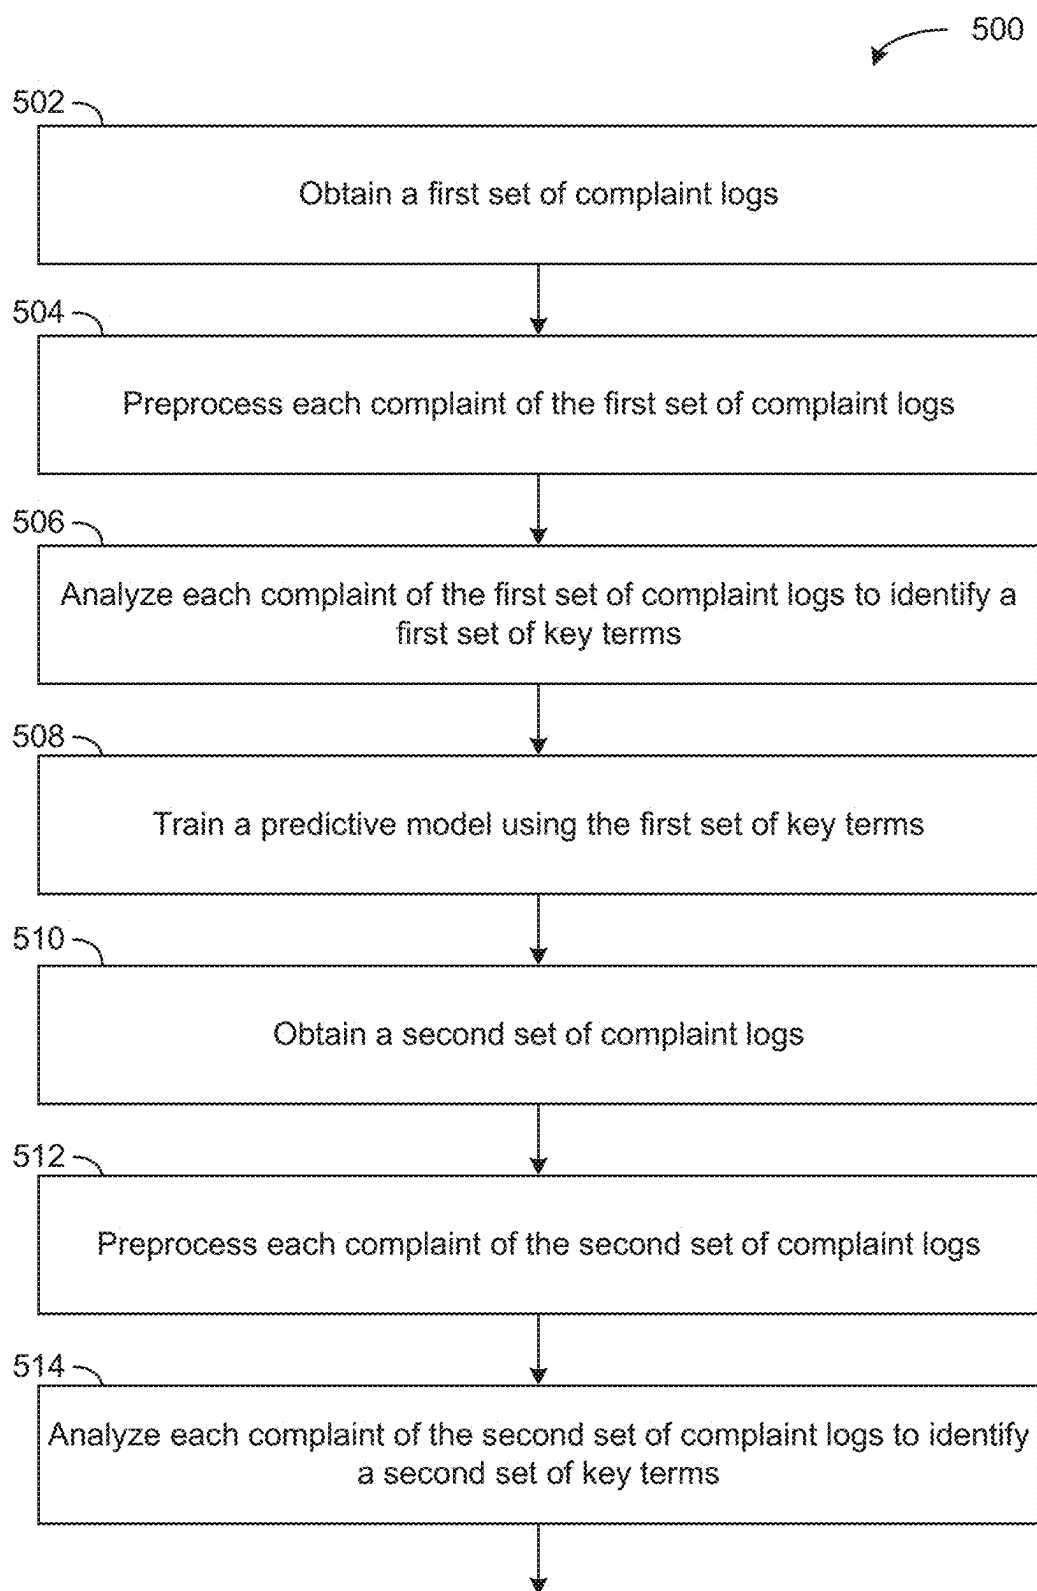 500
502
Obtain a first set of complaint logs
504
Preprocess each complaint of the first set of complaint logs
506
Analyze each complaint of the first set of complaint logs to identify a
first set of key terms
508
Train a predictive model using the first set of key terms
510
Obtain a second set of complaint logs
512
Preprocess each complaint of the second set of complaint logs
514
Analyze each complaint of the second set of complaint logs to identify
a second set of key terms